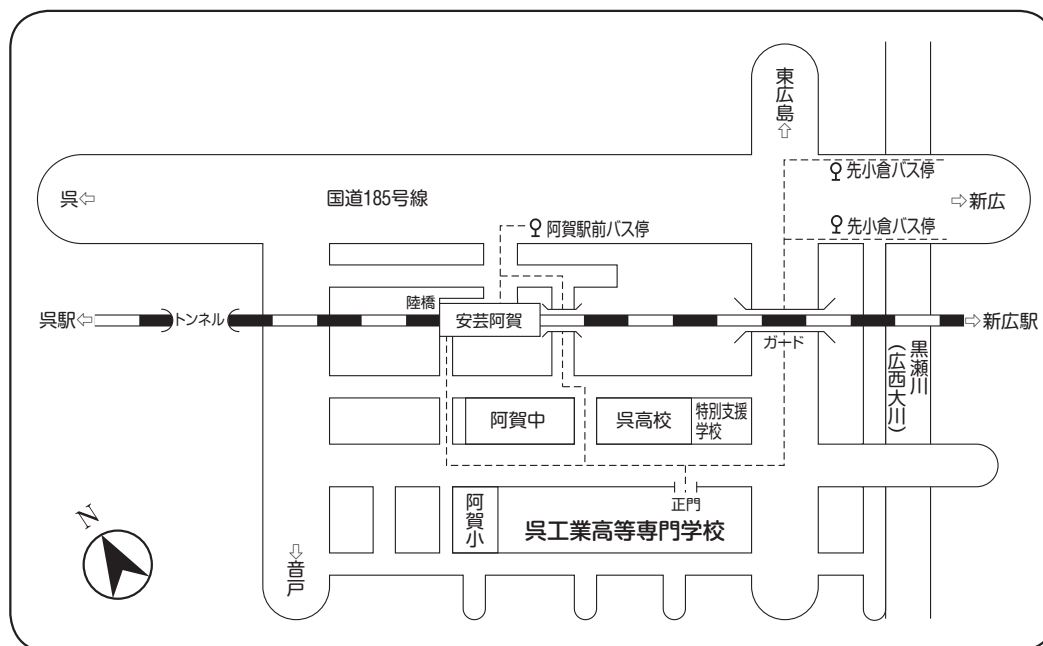 東広島
⇧
先小倉バス停
呉⇦
国道185号線
⇨新広
阿賀駅前バス停
先小倉バス停
陸橋
呉駅⇦
トンネル
安芸阿賀
⇨新広駅
ガード
黒瀬川
(広西大川)
阿賀中
呉高校
特別支援
学校
正門
阿賀小
呉工業高等専門学校
N
⇩
音戸